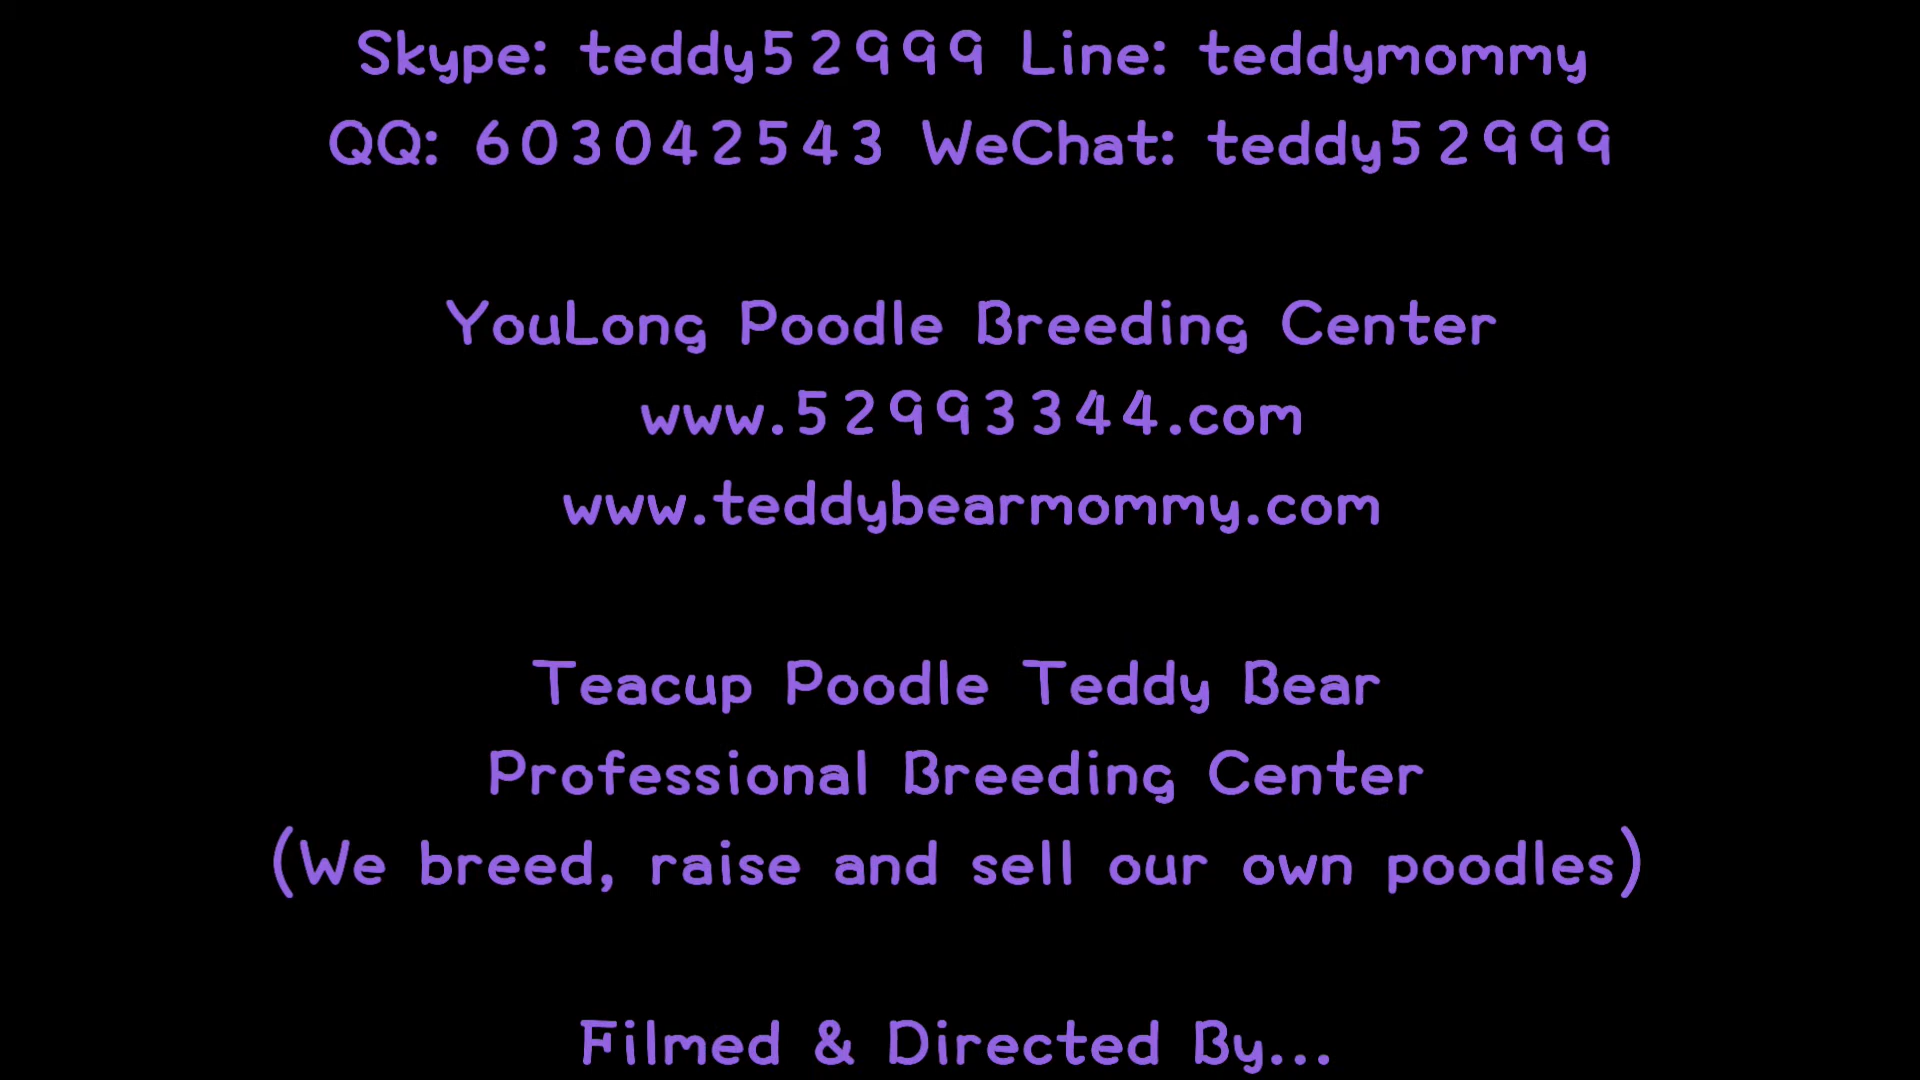 Skype: teddy52999 Line: teddymommy
QQ: 603042543 WeChat: teddy52999
YouLong Poodle Breeding Center
www.52993344.com
www.teddybearmommy.com
Teacup Poodle Teddy Bear
Professional Breeding Center
(We breed, raise and sell our own poodles)
Filmed & Directed By...